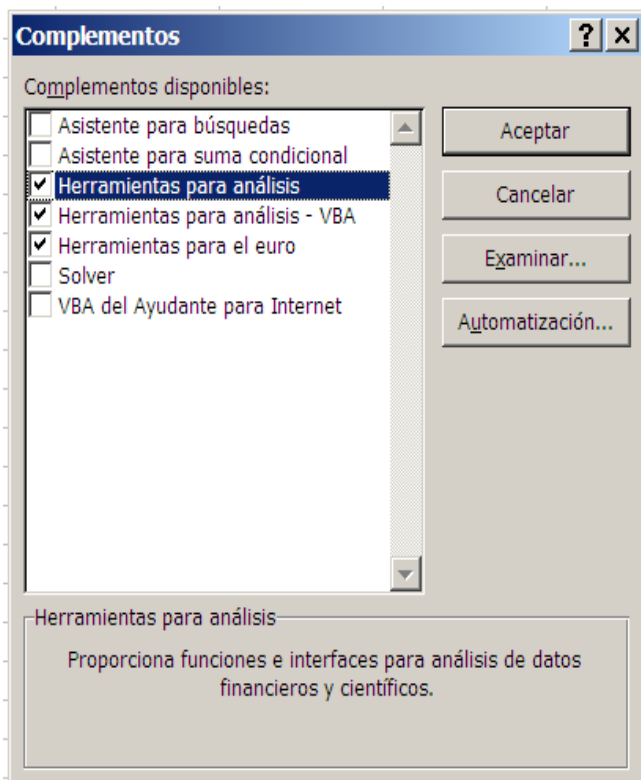 Complementos
Complementos disponibles:
Asistente para búsquedas
Asistente para suma condicional
Herramientas para análisis
Herramientas para análisis - VBA
Herramientas para el euro
Solver
VBA del Ayudante para Internet
Aceptar
Cancelar
Examinar...
Automatización...
Herramientas para análisis
Proporciona funciones e interfaces para análisis de datos
financieros y científicos.